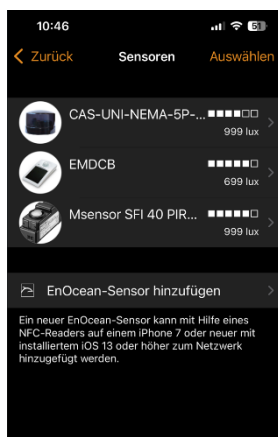 10:46
51
Zurück
Sensoren
Auswählen
CAS-UNI-NEMA-5P-...
999 lux
EMDCB
699 lux
Msensor SFI 40 PIR...
999 lux
EnOcean-Sensor hinzufügen
Ein neuer EnOcean-Sensor kann mit Hilfe eines
NFC-Readers auf einem iPhone 7 oder neuer mit
installiertem iOS 13 oder höher zum Netzwerk
hinzugefügt werden.